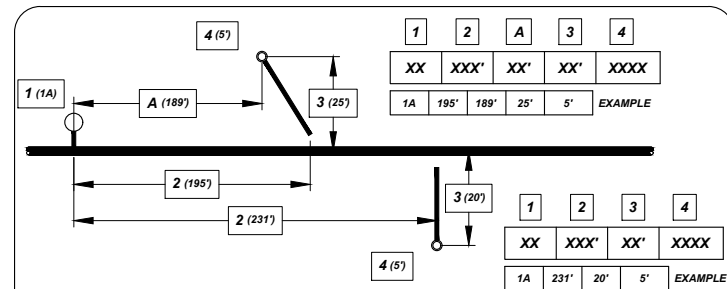 4 (5')
1 2 A 3 4
XX XXX' XX' XX' XXXX
1 (1A)
A (189')
3 (25')
1A 195' 189' 25' 5' EXAMPLE
2 (195')
3 (20')
2 (231')
1 2 3 4
XX XXX' XX' XXXX
4 (5')
1A 231' 20' 5' EXAMPLE